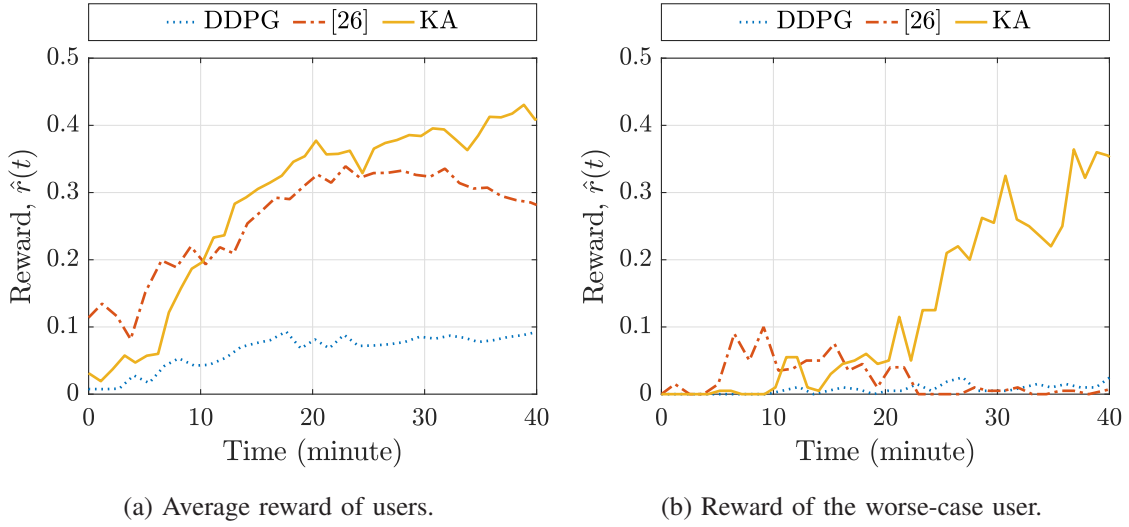 DDPG [26] KA
0.5
0.4
0.3
0.2
0.1
0
Reward, r̂(t)
0 10 20 30 40
Time (minute)
(a) Average reward of users.
DDPG [26] KA
0.5
0.4
0.3
0.2
0.1
0
Reward, r̂(t)
0 10 20 30 40
Time (minute)
(b) Reward of the worse-case user.